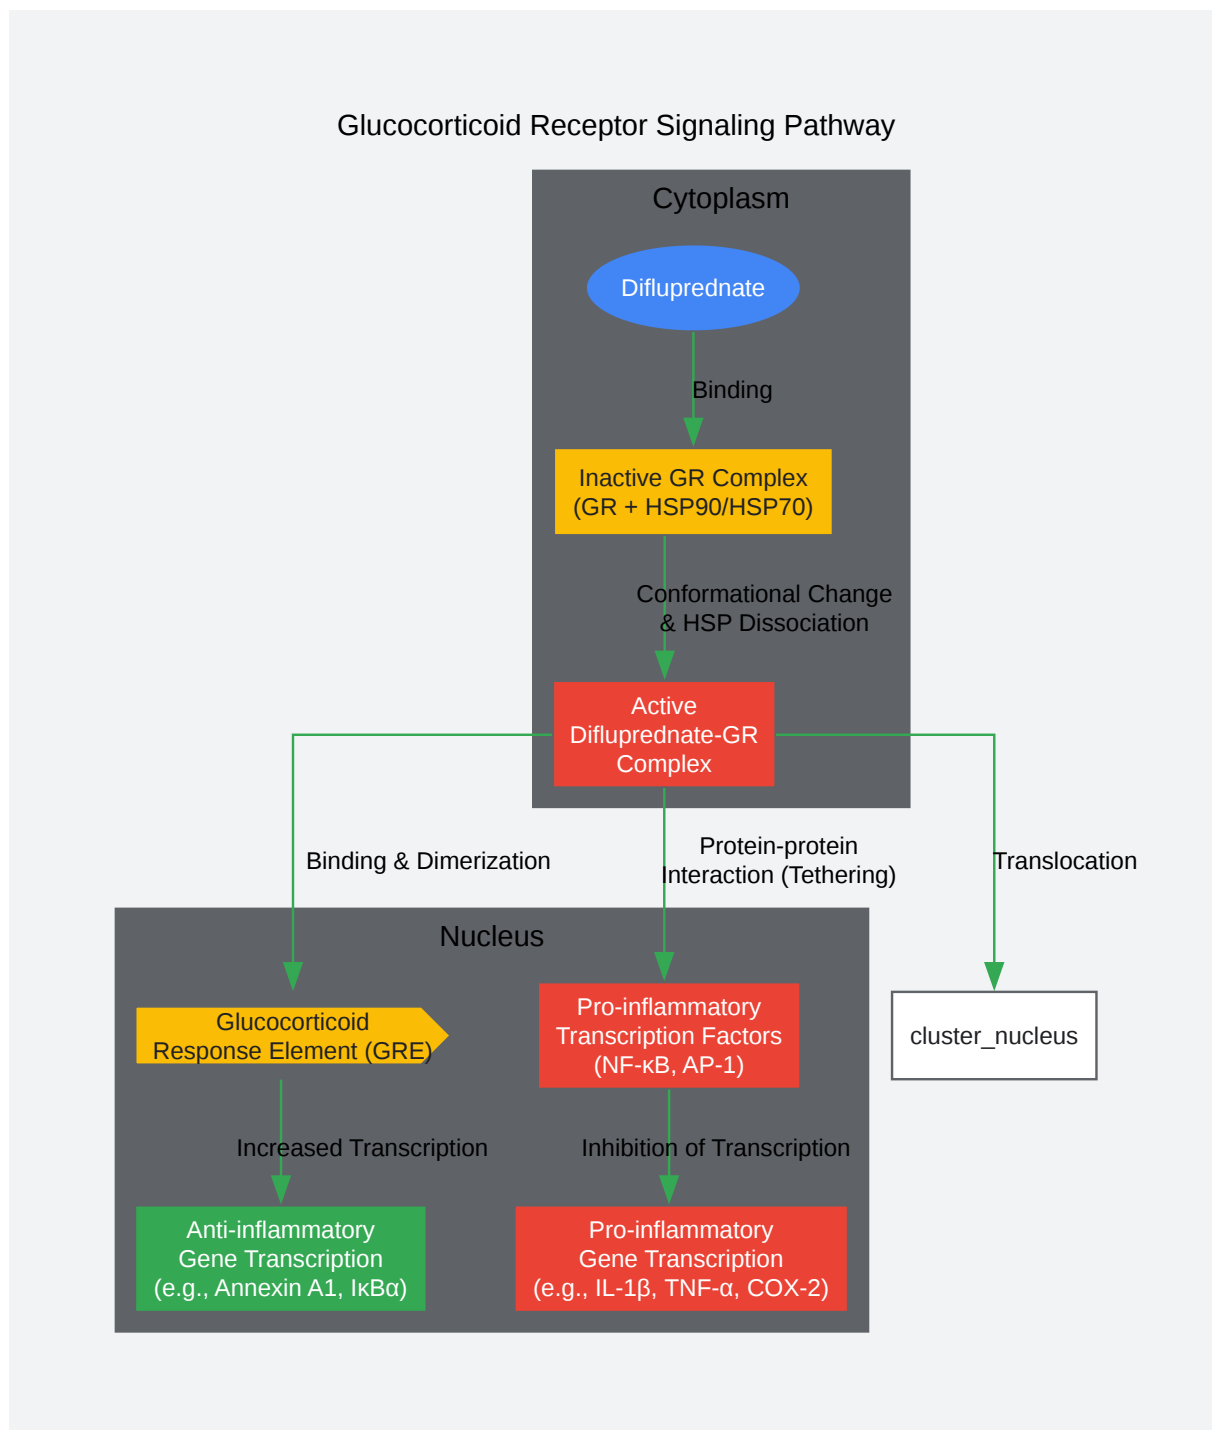 Glucocorticoid Receptor Signaling Pathway
Cytoplasm
Difluprednate
Binding
Inactive GR Complex
(GR + HSP90/HSP70)
Conformational Change
& HSP Dissociation
Active
Difluprednate-GR
Complex
Binding & Dimerization
Protein-protein
Interaction (Tethering)
Translocation
Nucleus
Glucocorticoid
Response Element (GRE)
Pro-inflammatory
Transcription Factors
(NF-κB, AP-1)
cluster_nucleus
Increased Transcription
Inhibition of Transcription
Anti-inflammatory
Gene Transcription
(e.g., Annexin A1, IκBα)
Pro-inflammatory
Gene Transcription
(e.g., IL-1β, TNF-α, COX-2)